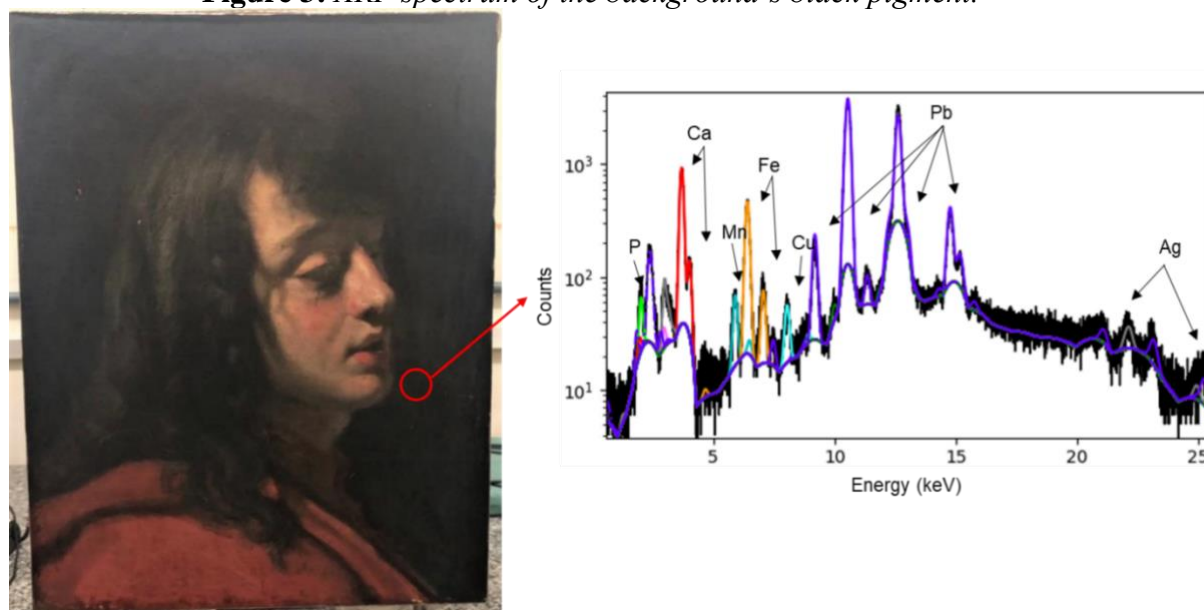 Figure 3: XRF spectrum of the background's black pigment.
Pb
Ca
10³
Fe
Mn
Cu
P
Ag
10²
Counts
10¹
5
10
15
20
25
Energy (keV)